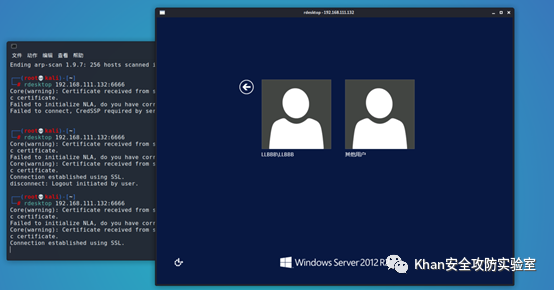 rdesktop - 192.168.111.132
文件 动作 编辑 查看 帮助
Ending arp-scan 1.9.7: 256 hosts scanned i
(root kali)-[~]
# rdesktop 192.168.111.132:6666
Core(warning): Certificate received from s
c certificate.
Failed to initialize NLA, do you have corr
Failed to connect, CredSSP required by ser
(root kali)-[~]
# rdesktop 192.168.111.132:6666
Core(warning): Certificate received from s
c certificate.
Failed to initialize NLA, do you have corr
Core(warning): Certificate received from s
c certificate.
Connection established using SSL.
disconnect: Logout initiated by user.
(root kali)-[~]
# rdesktop 192.168.111.132:6666
Core(warning): Certificate received from s
c certificate.
Failed to initialize NLA, do you have corr
Core(warning): Certificate received from s
c certificate.
Connection established using SSL.
LLBBB\LLBBB
其他用户
Windows Server 2012 R
Khan安全攻防实验室